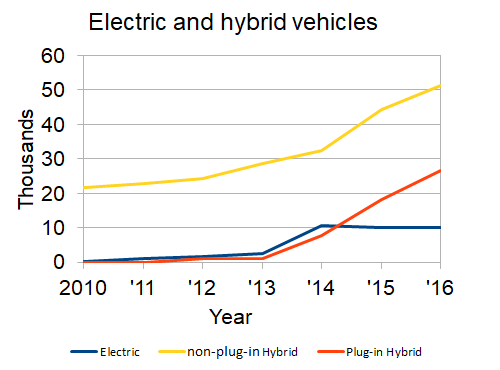 Electric and hybrid vehicles
60
50
40
30
20
10
0
Thousands
2010 '11 '12 '13 '14 '15 '16
Year
Electric non-plug-in Hybrid Plug-in Hybrid